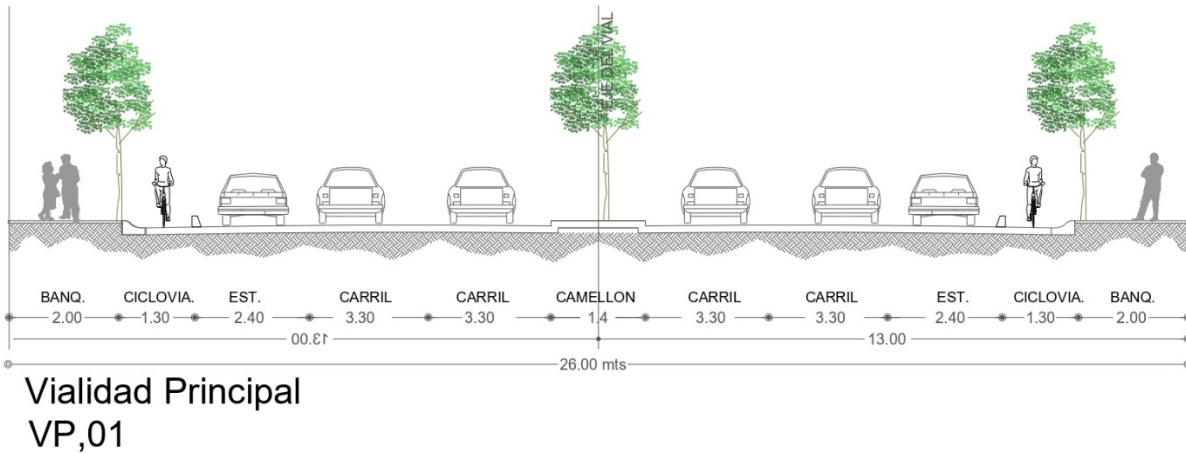 EJE DEL VIAL
BANQ. CICLOVIA. EST. CARRIL CARRIL CAMELLON CARRIL CARRIL EST. CICLOVIA. BANQ.
2.00 1.30 2.40 3.30 3.30 1.4 3.30 3.30 2.40 1.30 2.00
13.00 13.00
26.00 mts
Vialidad Principal
VP,01